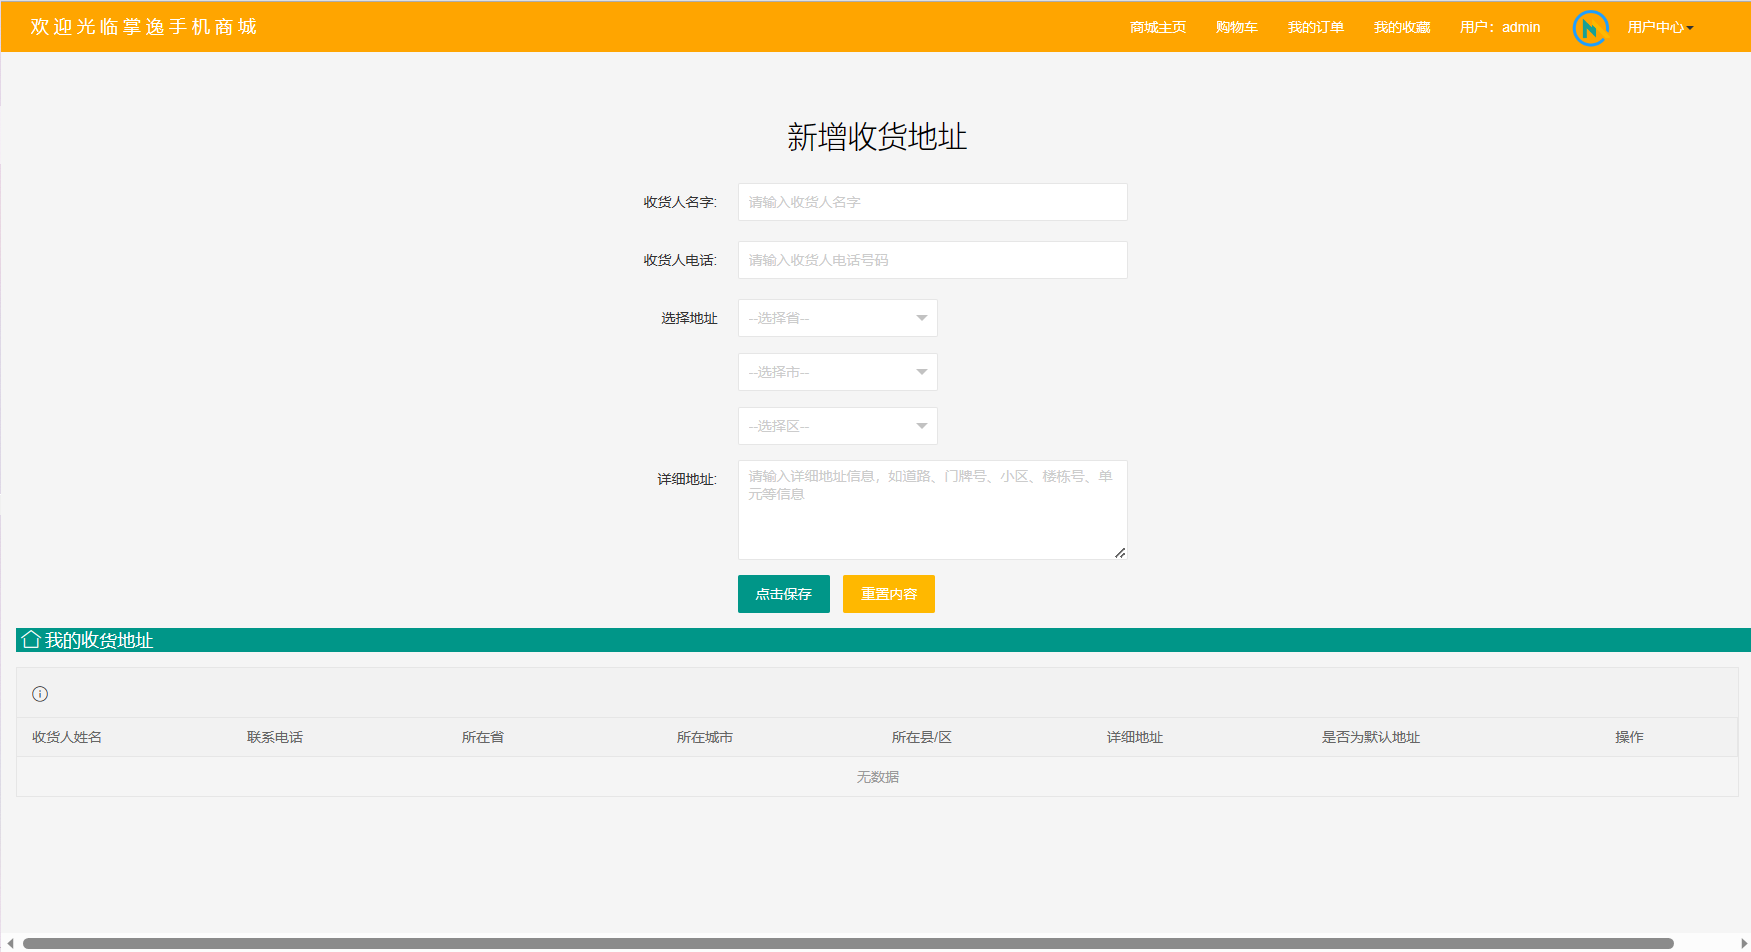 欢迎光临掌逸手机商城
商城主页 购物车 我的订单 我的收藏 用户：admin 用户中心
新增收货地址
收货人名字: 请输入收货人名字
收货人电话: 请输入收货人电话号码
选择地址 --选择省--
--选择市--
--选择区--
详细地址: 请输入详细地址信息，如道路、门牌号、小区、楼栋号、单
元等信息
点击保存 重置内容
我的收货地址
收货人姓名 联系电话 所在省 所在城市 所在县/区 详细地址 是否为默认地址 操作
无数据